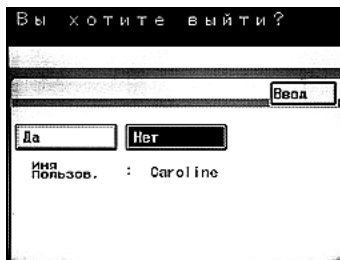 Вы хотите выйти?
Ввод
Да Нет
Имя
Пользов. : Caroline